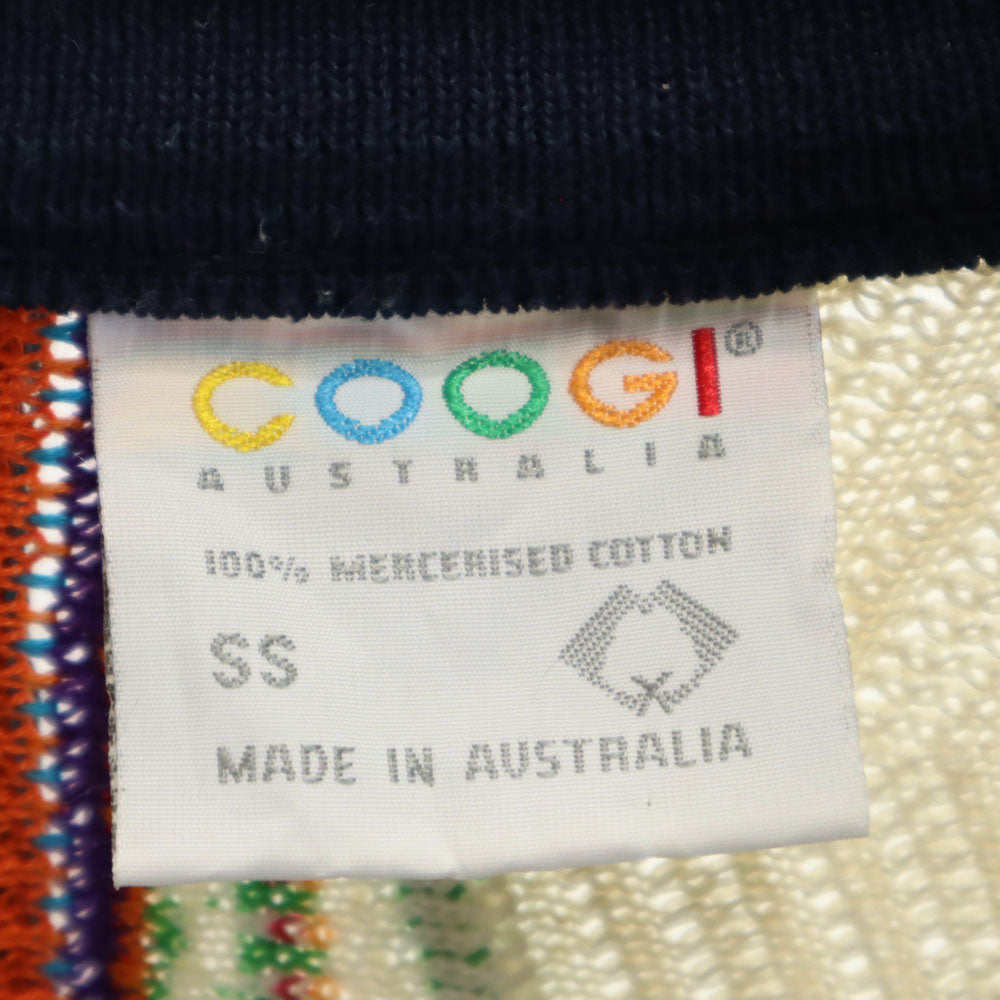 COOGI®
AUSTRALIA
100% MERCERISED COTTON
SS
MADE IN AUSTRALIA